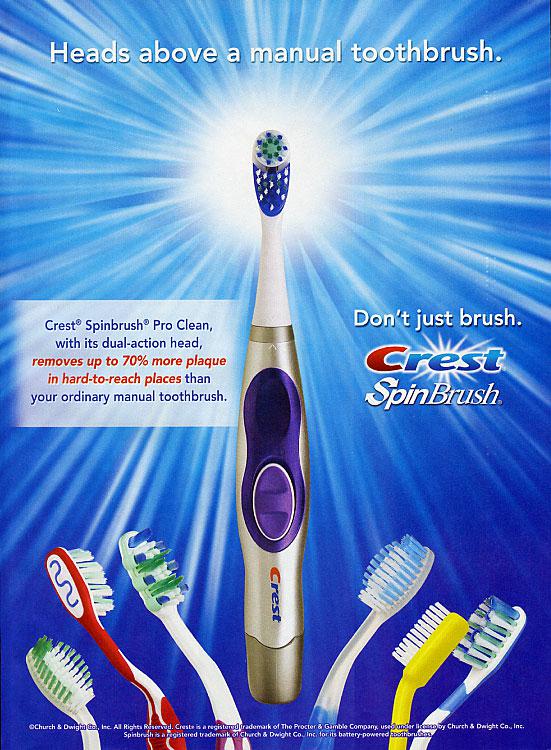 Heads above a manual toothbrush.
Crest® Spinbrush® Pro Clean,
with its dual-action head,
removes up to 70% more plaque
in hard-to-reach places than
your ordinary manual toothbrush.
Don't just brush.
Crest
SpinBrush®
Crest
©Church & Dwight Co., Inc. All Rights Reserved. Crest® is a registered trademark of The Procter & Gamble Company, used under license by Church & Dwight Co., Inc.
Spinbrush is a registered trademark of Church & Dwight Co., Inc. for its battery-powered toothbrushes.